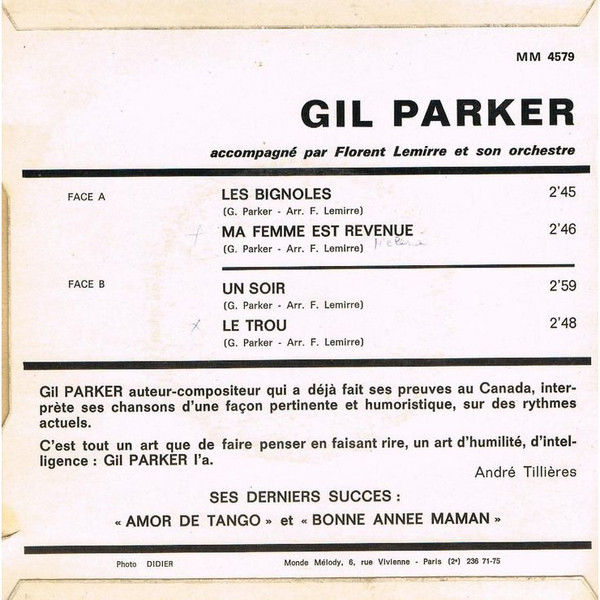 MM 4579
GIL PARKER
accompagné par Florent Lemirre et son orchestre
FACE A
LES BIGNOLES 2'45
(G. Parker - Arr. F. Lemirre)
MA FEMME EST REVENUE 2'46
(G. Parker - Arr. F. Lemirre)
FACE B
UN SOIR 2'59
(G. Parker - Arr. F. Lemirre)
LE TROU 2'48
(G. Parker - Arr. F. Lemirre)
Gil PARKER auteur-compositeur qui a déjà fait ses preuves au Canada, inter-
prète ses chansons d'une façon pertinente et humoristique, sur des rythmes
actuels.
C'est tout un art que de faire penser en faisant rire, un art d'humilité, d'intel-
ligence : Gil PARKER l'a.
André Tillières
SES DERNIERS SUCCES :
« AMOR DE TANGO » et « BONNE ANNEE MAMAN »
Photo DIDIER
Monde Mélody, 6, rue Vivienne - Paris (2e) 236 71-75